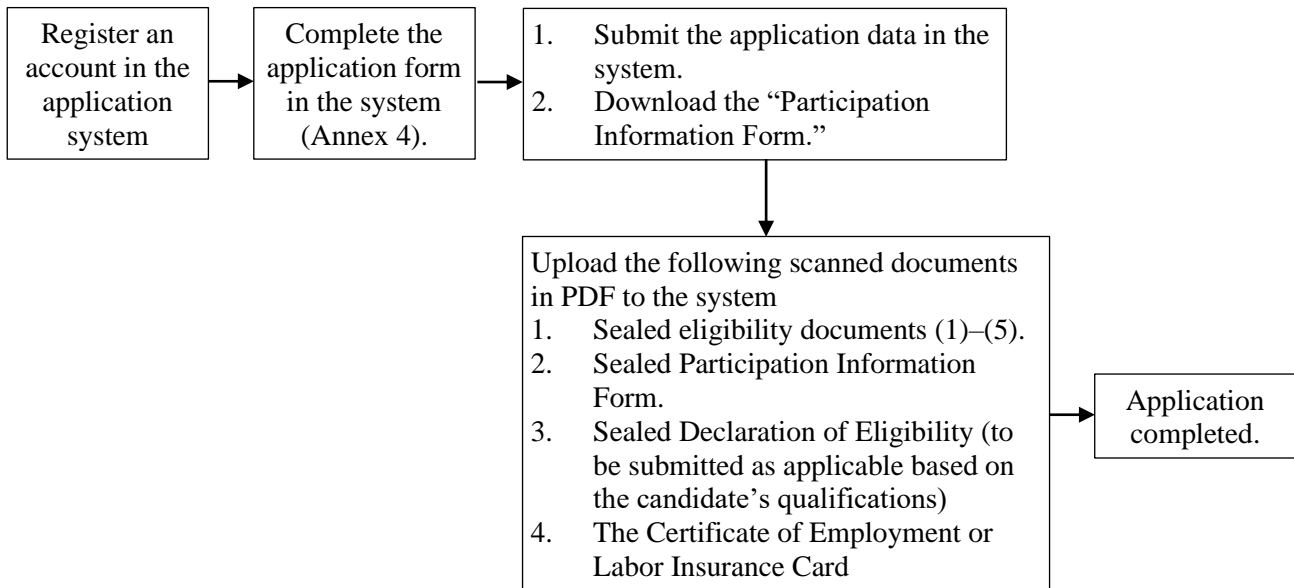 Register an
account in the
application
system
Complete the
application form
in the system
(Annex 4).
1. Submit the application data in the
system.
2. Download the “Participation
Information Form.”
Upload the following scanned documents
in PDF to the system
1. Sealed eligibility documents (1)–(5).
2. Sealed Participation Information
Form.
3. Sealed Declaration of Eligibility (to
be submitted as applicable based on
the candidate’s qualifications)
4. The Certificate of Employment or
Labor Insurance Card
Application
completed.